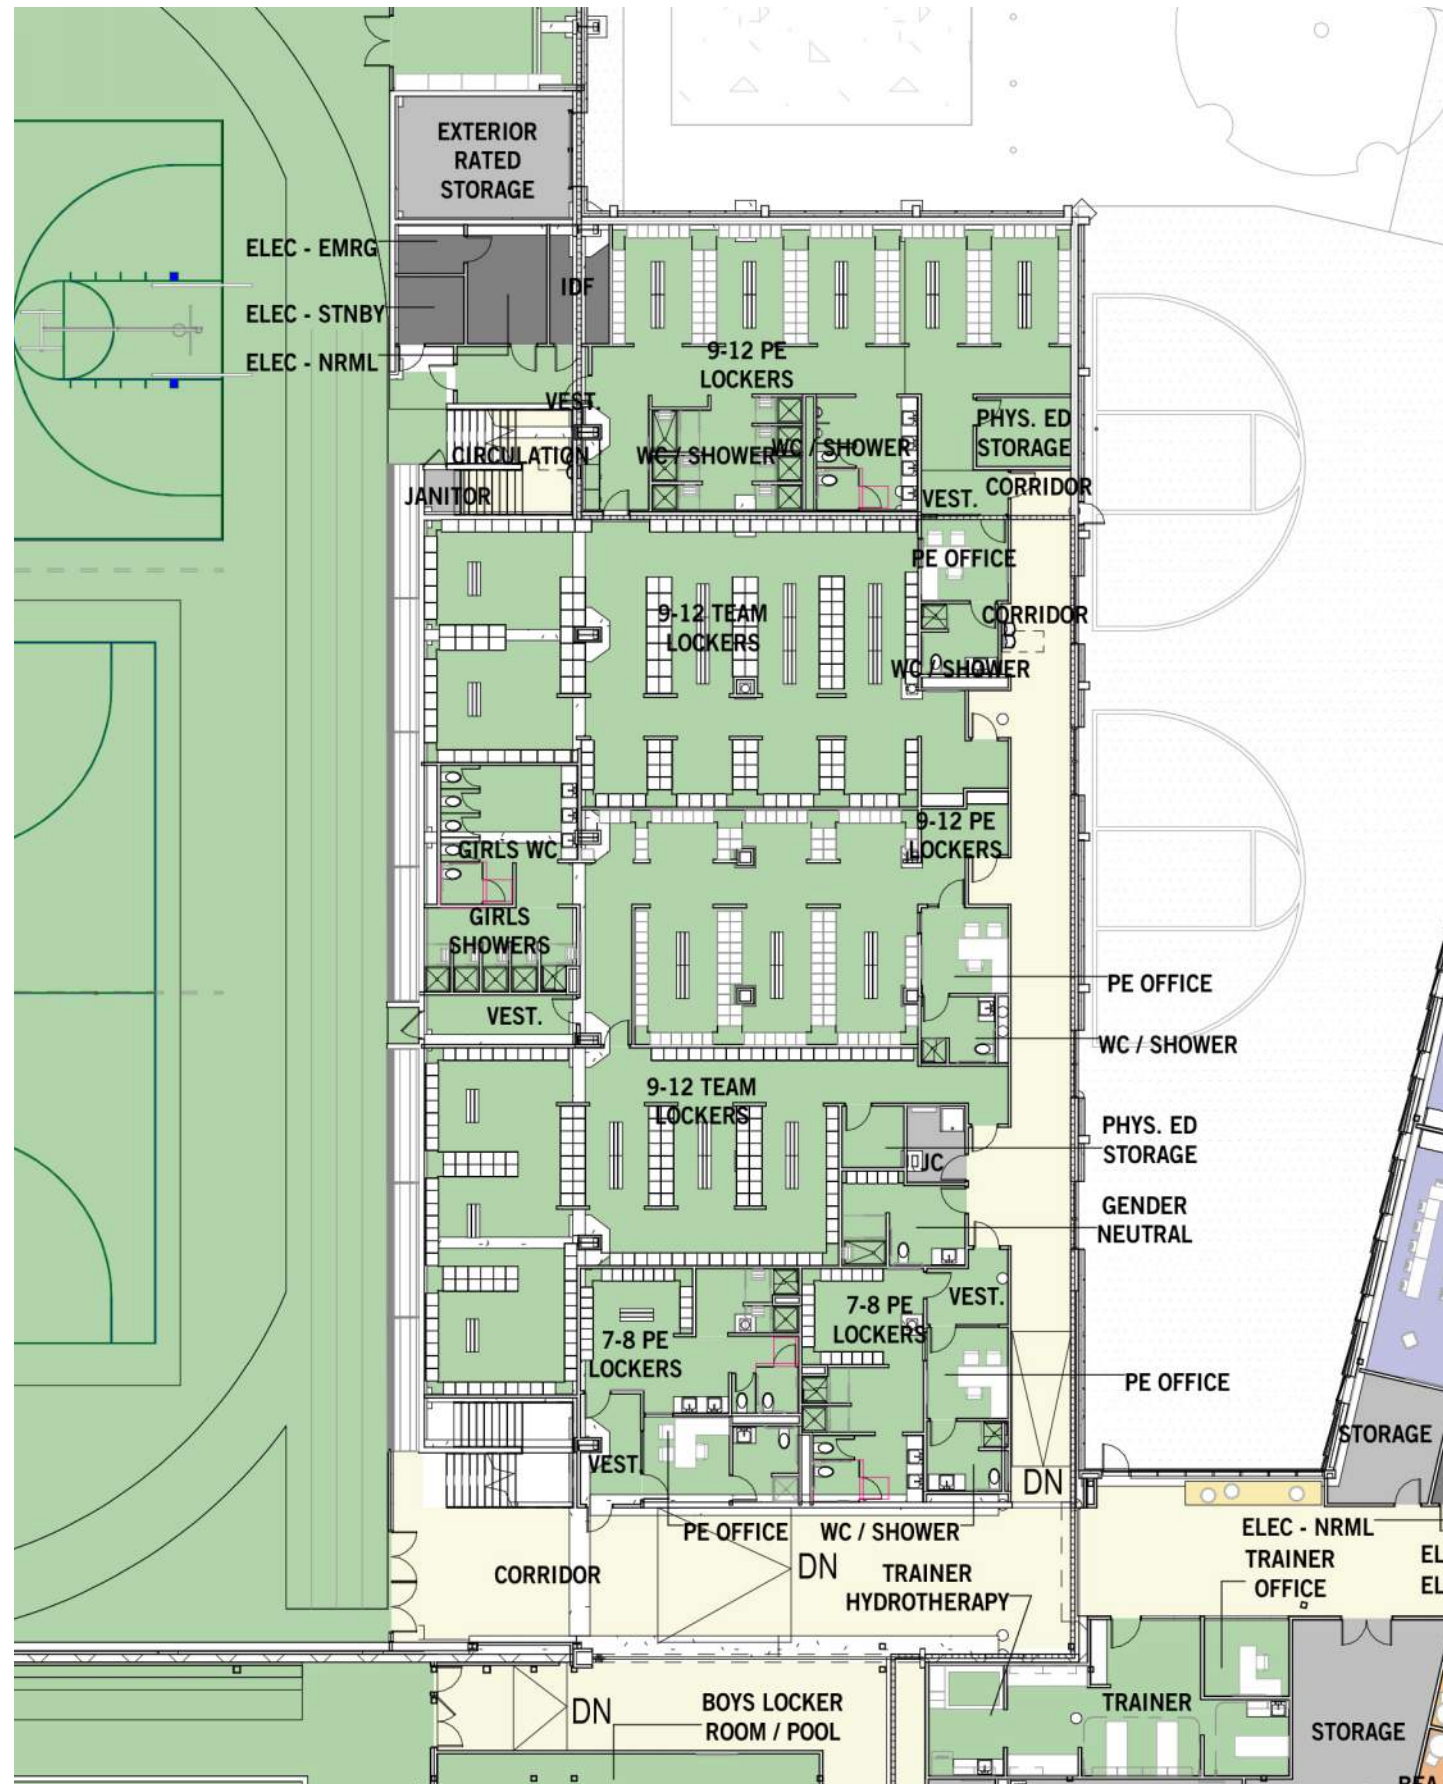 EXTERIOR
RATED
STORAGE
ELEC - EMRG
IDF
ELEC - STNBY
ELEC - NRML
9-12 PE
LOCKERS
VEST.
PHYS. ED
STORAGE
CIRCULATION
WC / SHOWER
WC / SHOWER
JANITOR
VEST.
CORRIDOR
PE OFFICE
9-12 TEAM
LOCKERS
CORRIDOR
WC / SHOWER
9-12 PE
LOCKERS
GIRLS WC
GIRLS
SHOWERS
PE OFFICE
VEST.
WC / SHOWER
9-12 TEAM
LOCKERS
PHYS. ED
STORAGE
JC
GENDER
NEUTRAL
VEST.
7-8 PE
LOCKERS
7-8 PE
LOCKERS
PE OFFICE
STORAGE
VEST.
DN
PE OFFICE
WC / SHOWER
ELEC - NRML
CORRIDOR
DN
TRAINER
HYDROTHERAPY
TRAINER
OFFICE
EL
EL
BOYS LOCKER
ROOM / POOL
DN
TRAINER
STORAGE